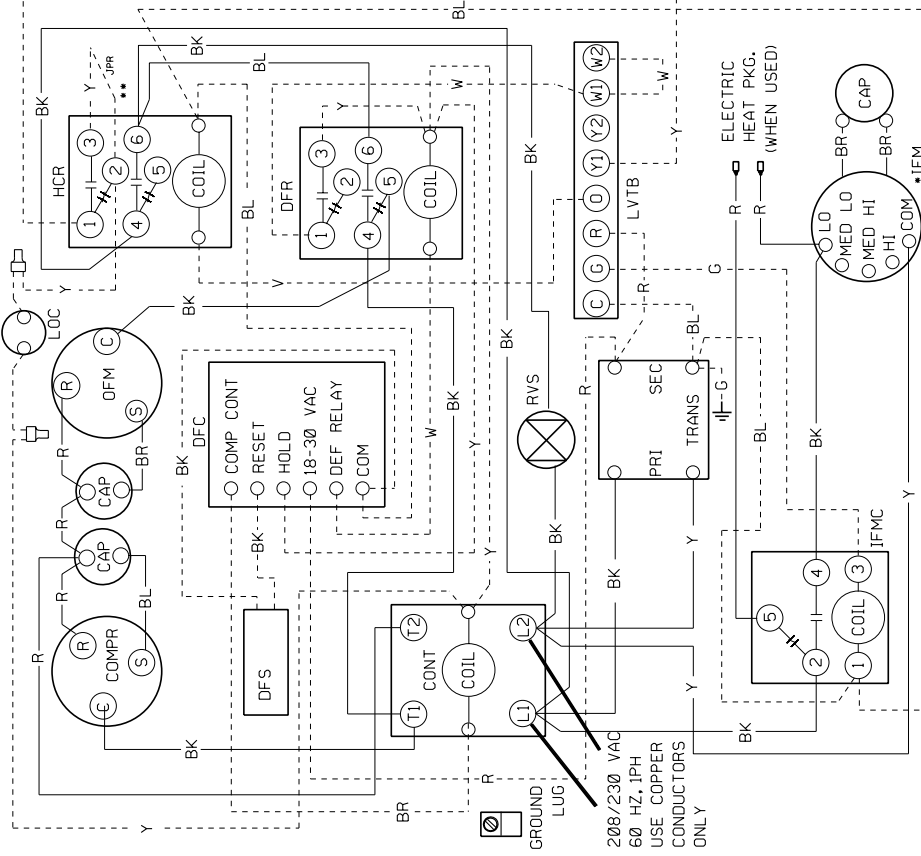 BL
BK
BK
BL
Y
JPR
**
W
HCR
3
2
1
6
5
4
COIL
Y
DFR
3
2
1
6
5
4
COIL
LVTB
W2
W1
Y2
Y1
O
R
G
C
W
Y
ELECTRIC
HEAT PKG.
(WHEN USED)
R
R
CAP
BR
BR
LO
MED LO
MED HI
HI
COM
*IFM
LOC
Y
V
BL
BK
BK
OFM
R
C
S
R
BR
CAP
R
CAP
R
R
BL
COMPR
R
S
C
DFC
COMP CONT
RESET
HOLD
18-30 VAC
DEF RELAY
COM
BK
BK
W
BK
Y
BK
RVS
BK
R
BL
G
R
SEC
PRI
TRANS
G
BL
BK
Y
Y
DFS
CONT
COIL
T2
T1
L2
L1
BK
Y
BK
Y
BK
R
BR
Y
IFMC
5
4
3
2
1
COIL
GROUND
LUG
208/230 VAC
60 HZ,1PH
USE COPPER
CONDUCTORS
ONLY